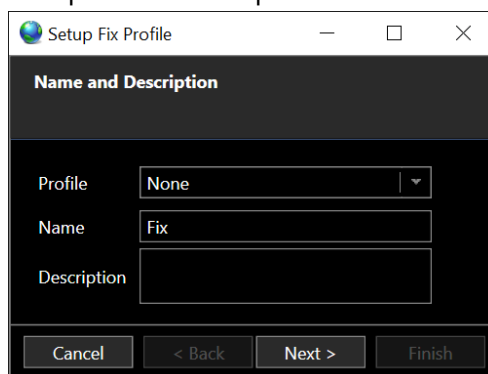 Setup Fix Profile
Name and Description
Profile None
Name Fix
Description
Cancel < Back Next > Finish